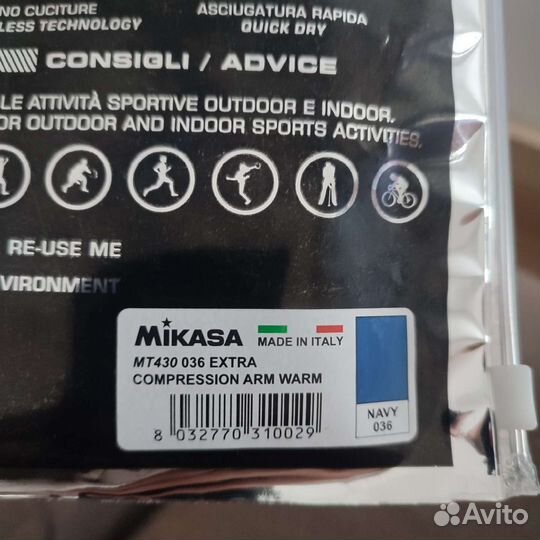 NO CUCITURE
LESS TECHNOLOGY
ASCIUGATURA RAPIDA
QUICK DRY
CONSIGLI / ADVICE
LE ATTIVITÀ SPORTIVE OUTDOOR E INDOOR.
OR OUTDOOR AND INDOOR SPORTS ACTIVITIES.
RE-USE ME
VIRONMENT
MIKASA
MADE IN ITALY
MT430 036 EXTRA
COMPRESSION ARM WARM
8 032770 310029
NAVY
036
Avito